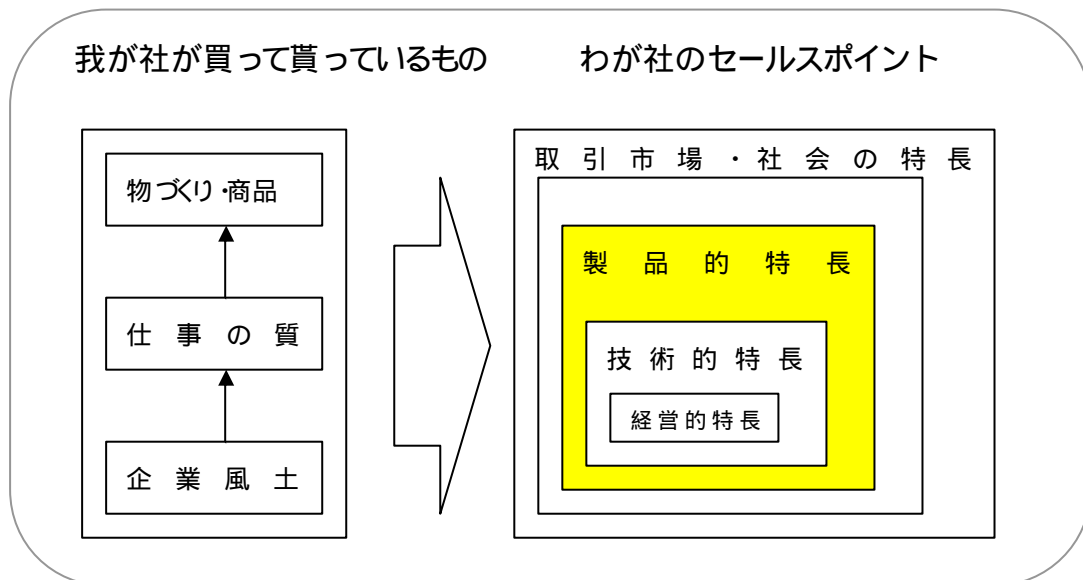 我が社が買って貰っているもの
わが社のセールスポイント
物づくり・商品
仕事の質
企業風土
取引市場・社会の特長
製品的特長
技術的特長
経営的特長